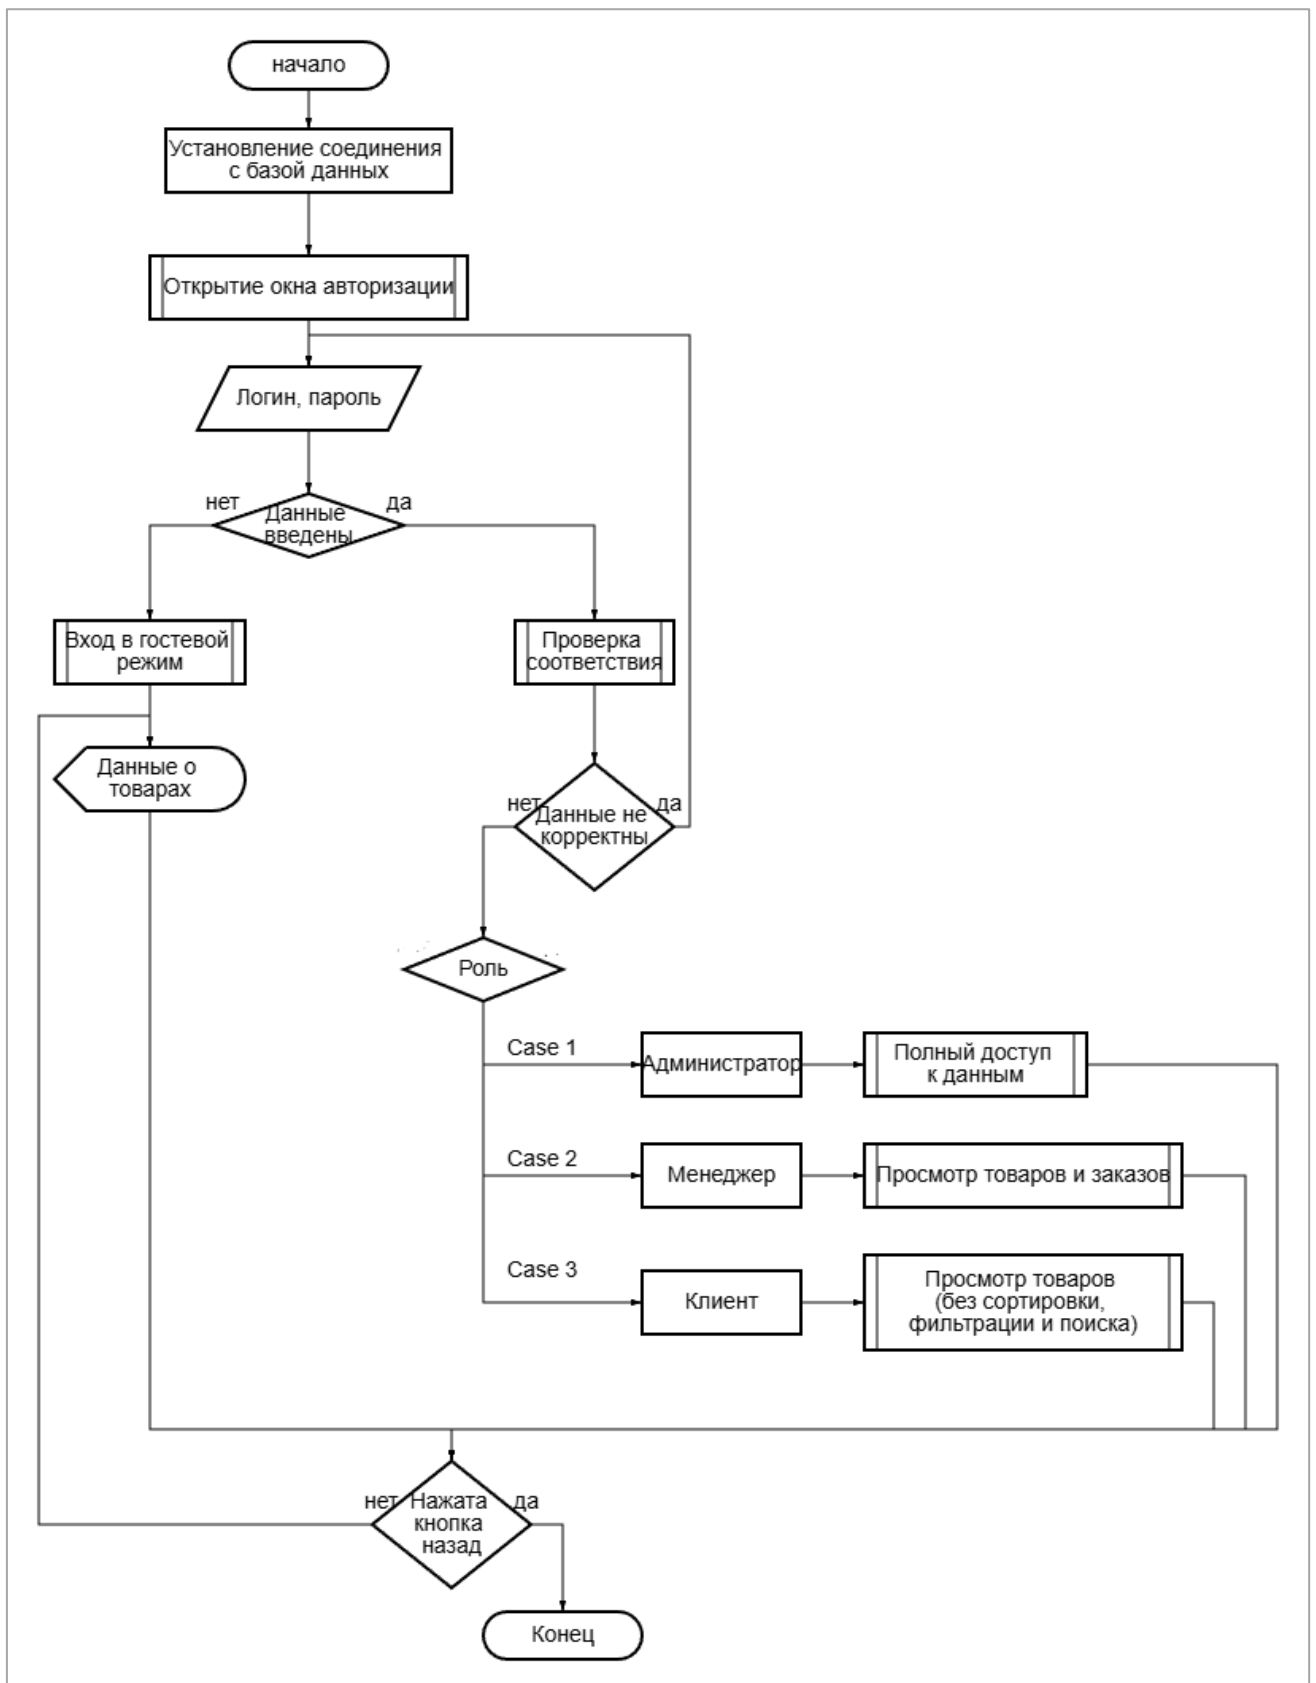 начало
Установление соединения
с базой данных
Открытие окна авторизации
Логин, пароль
нет
да
Данные
введены
Вход в гостевой
режим
Проверка
соответствия
Данные о
товарах
нет
да
Данные не
корректны
Роль
Case 1
Администратор
Полный доступ
к данным
Case 2
Менеджер
Просмотр товаров и заказов
Case 3
Клиент
Просмотр товаров
(без сортировки,
фильтрации и поиска)
нет
да
Нажата
кнопка
назад
Конец